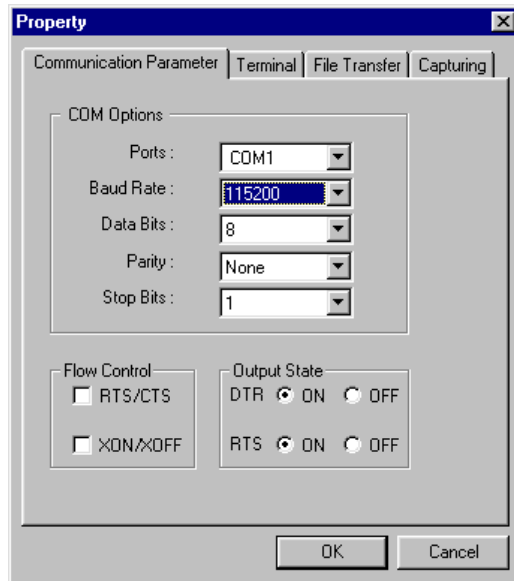 Property
Communication Parameter Terminal File Transfer Capturing
COM Options
Ports : COM1
Baud Rate : 115200
Data Bits : 8
Parity : None
Stop Bits : 1
Flow Control Output State
RTS/CTS DTR ON OFF
XON/XOFF RTS ON OFF
OK Cancel